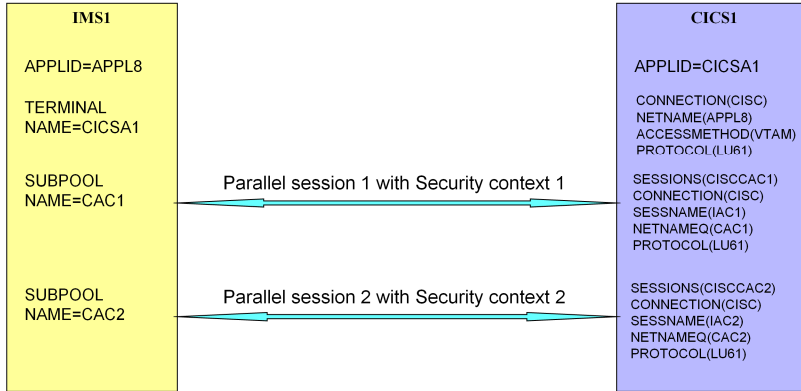 IMS1
APPLID=APPL8
TERMINAL
NAME=CICSA1
SUBPOOL
NAME=CAC1
SUBPOOL
NAME=CAC2
Parallel session 1 with Security context 1
Parallel session 2 with Security context 2
CICS1
APPLID=CICSA1
CONNECTION(CISC)
NETNAME(APPL8)
ACCESSMETHOD(VTAM)
PROTOCOL(LU61)
SESSIONS(CISCCAC1)
CONNECTION(CISC)
SESSNAME(IAC1)
NETNAMEQ(CAC1)
PROTOCOL(LU61)
SESSIONS(CISCCAC2)
CONNECTION(CISC)
SESSNAME(IAC2)
NETNAMEQ(CAC2)
PROTOCOL(LU61)